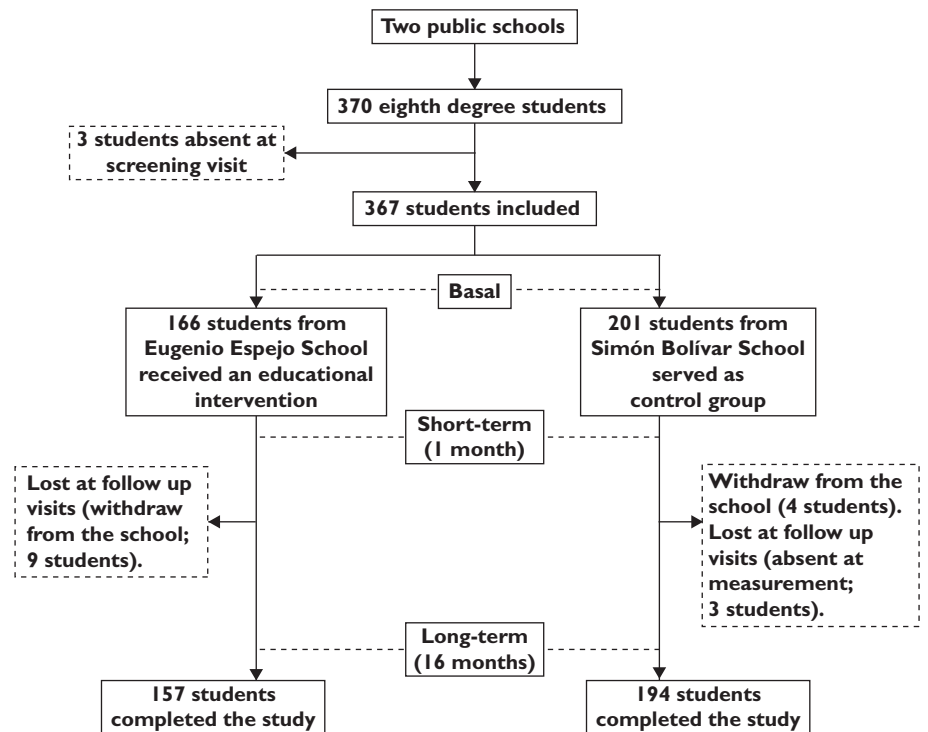 Two public schools
370 eighth degree students
3 students absent at
screening visit
367 students included
Basal
166 students from
Eugenio Espejo School
received an educational
intervention
201 students from
Simón Bolívar School
served as
control group
Short-term
(1 month)
Lost at follow up
visits (withdraw
from the school;
9 students).
Withdraw from the
school (4 students).
Lost at follow up
visits (absent at
measurement;
3 students).
Long-term
(16 months)
157 students
completed the study
194 students
completed the study